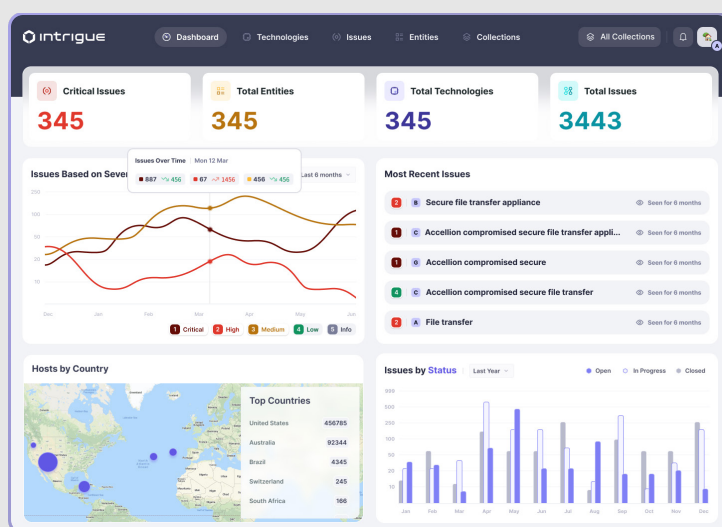 intrigue
Dashboard
Technologies
Issues
Entities
Collections
All Collections
A
Critical Issues
345
Total Entities
345
Total Technologies
345
Total Issues
3443
Issues Based on Sever
Issues Over Time
Mon 12 Mar
887 456
67 1456
456 456
Last 6 months
250
100
50
20
10
Dec Jan Feb Mar Apr May Jun
1 Critical
2 High
3 Medium
4 Low
5 Info
Most Recent Issues
2 B Secure file transfer appliance Seen for 6 months
1 C Accellion compromised secure file transfer appli... Seen for 6 months
1 G Accellion compromised secure Seen for 6 months
4 C Accellion compromised secure file transfer Seen for 6 months
2 A File transfer Seen for 6 months
Hosts by Country
Top Countries
United States 456785
Australia 92344
Brazil 4345
Switzerland 245
South Africa 166
Issues by Status
Last Year
Open
In Progress
Closed
999
500
250
100
50
20
10
Jan Feb Mar Apr May Jun Jul Aug Sep Oct Nov Dec